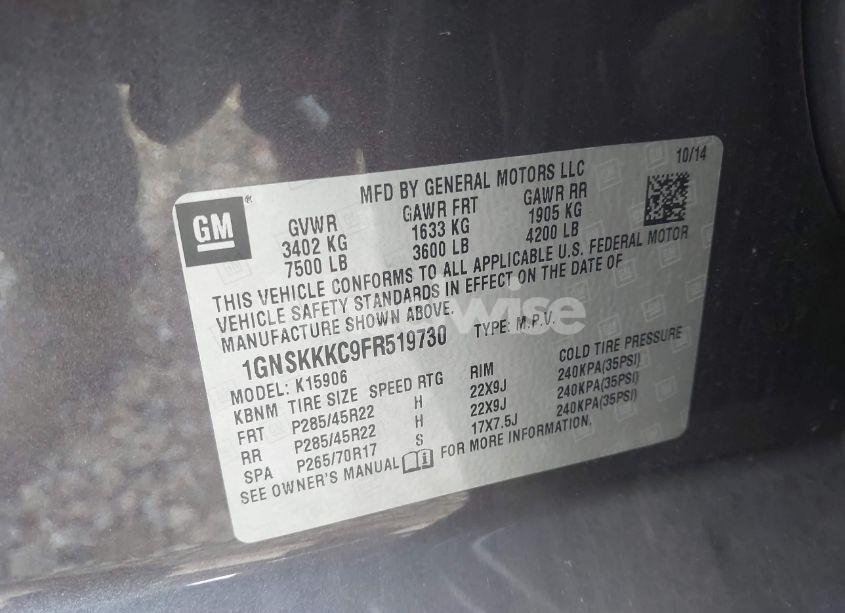 10/14
MFD BY GENERAL MOTORS LLC
GM®
GVWR GAWR FRT GAWR RR
3402 KG 1633 KG 1905 KG
7500 LB 3600 LB 4200 LB
THIS VEHICLE CONFORMS TO ALL APPLICABLE U.S. FEDERAL MOTOR
VEHICLE SAFETY STANDARDS IN EFFECT ON THE DATE OF
MANUFACTURE SHOWN ABOVE.
1GNSKKKC9FR519730 TYPE: M.P.V.
MODEL: K15906
KBNM TIRE SIZE SPEED RTG RIM COLD TIRE PRESSURE
FRT P285/45R22 H 22X9J 240KPA(35PSI)
RR P285/45R22 H 22X9J 240KPA(35PSI)
SPA P265/70R17 S 17X7.5J 240KPA(35PSI)
SEE OWNER'S MANUAL FOR MORE INFORMATION.